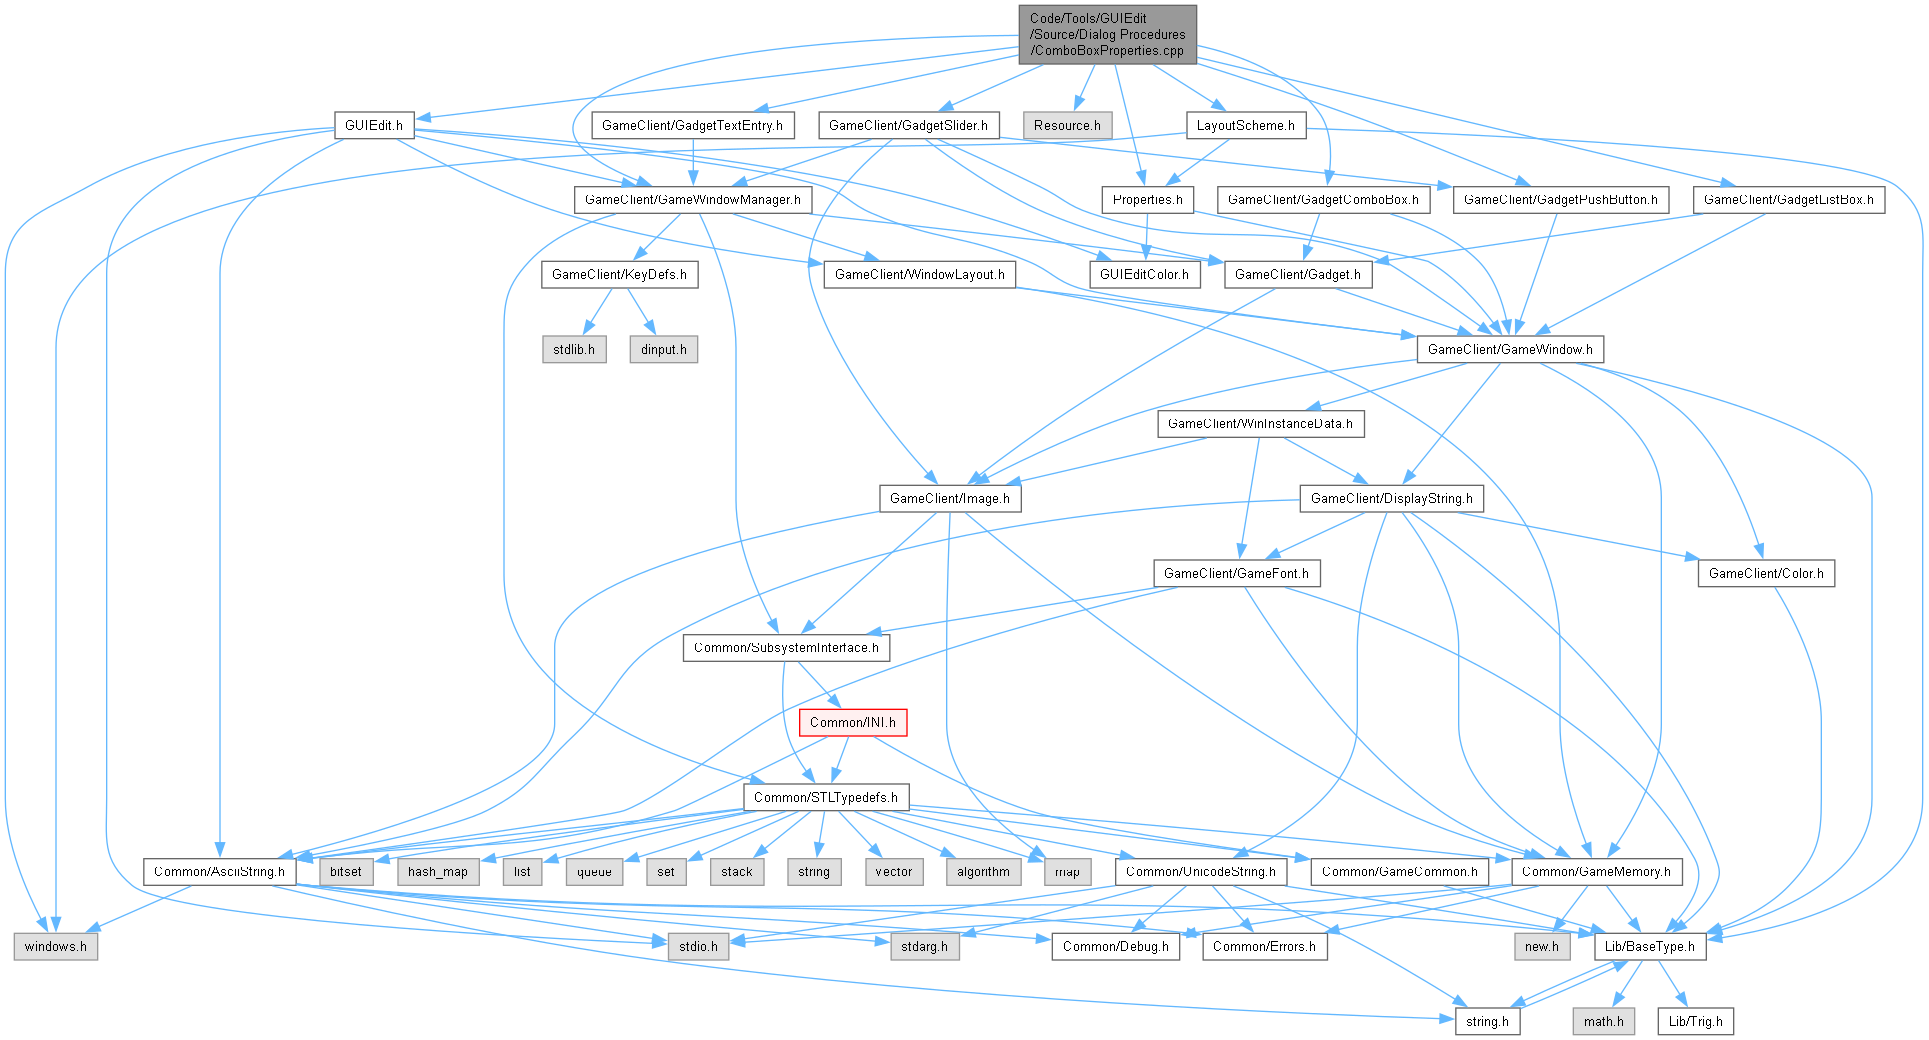 Code/Tools/GUIEdit
/Source/Dialog Procedures
/ComboBoxProperties.cpp
GUIEdit.h
GameClient/GadgetTextEntry.h
GameClient/GadgetSlider.h
Resource.h
LayoutScheme.h
GameClient/GameWindowManager.h
Properties.h
GameClient/GadgetComboBox.h
GameClient/GadgetPushButton.h
GameClient/GadgetListBox.h
GameClient/KeyDefs.h
GameClient/WindowLayout.h
GUIEditColor.h
GameClient/Gadget.h
stdlib.h
dinput.h
GameClient/GameWindow.h
GameClient/WinInstanceData.h
GameClient/Image.h
GameClient/DisplayString.h
GameClient/GameFont.h
GameClient/Color.h
Common/SubsystemInterface.h
Common/INI.h
Common/STLTypedefs.h
Common/AsciiString.h
bitset
hash_map
list
queue
set
stack
string
vector
algorithm
map
Common/UnicodeString.h
Common/GameCommon.h
Common/GameMemory.h
windows.h
stdio.h
stdarg.h
Common/Debug.h
Common/Errors.h
new.h
Lib/BaseType.h
string.h
math.h
Lib/Trig.h